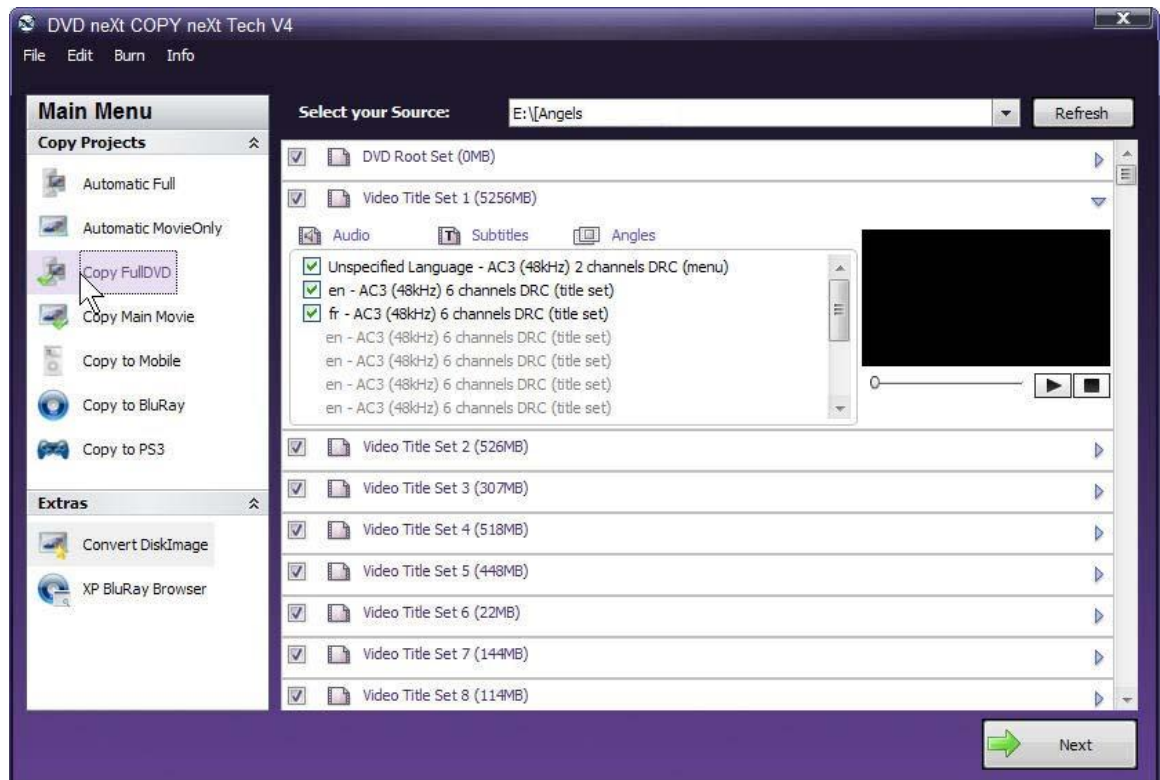 DVD neXt COPY neXt Tech V4
X
File Edit Burn Info
Main Menu
Copy Projects
Automatic Full
Automatic MovieOnly
Copy FullDVD
Copy Main Movie
Copy to Mobile
Copy to BluRay
Copy to PS3
Extras
Convert DiskImage
XP BluRay Browser
Select your Source: E:\[Angels Refresh
DVD Root Set (0MB)
Video Title Set 1 (5256MB)
Audio T Subtitles Angles
Unspecified Language - AC3 (48kHz) 2 channels DRC (menu)
en - AC3 (48kHz) 6 channels DRC (title set)
fr - AC3 (48kHz) 6 channels DRC (title set)
en - AC3 (48kHz) 6 channels DRC (title set)
en - AC3 (48kHz) 6 channels DRC (title set)
en - AC3 (48kHz) 6 channels DRC (title set)
en - AC3 (48kHz) 6 channels DRC (title set)
Video Title Set 2 (526MB)
Video Title Set 3 (307MB)
Video Title Set 4 (518MB)
Video Title Set 5 (448MB)
Video Title Set 6 (22MB)
Video Title Set 7 (144MB)
Video Title Set 8 (114MB)
Next